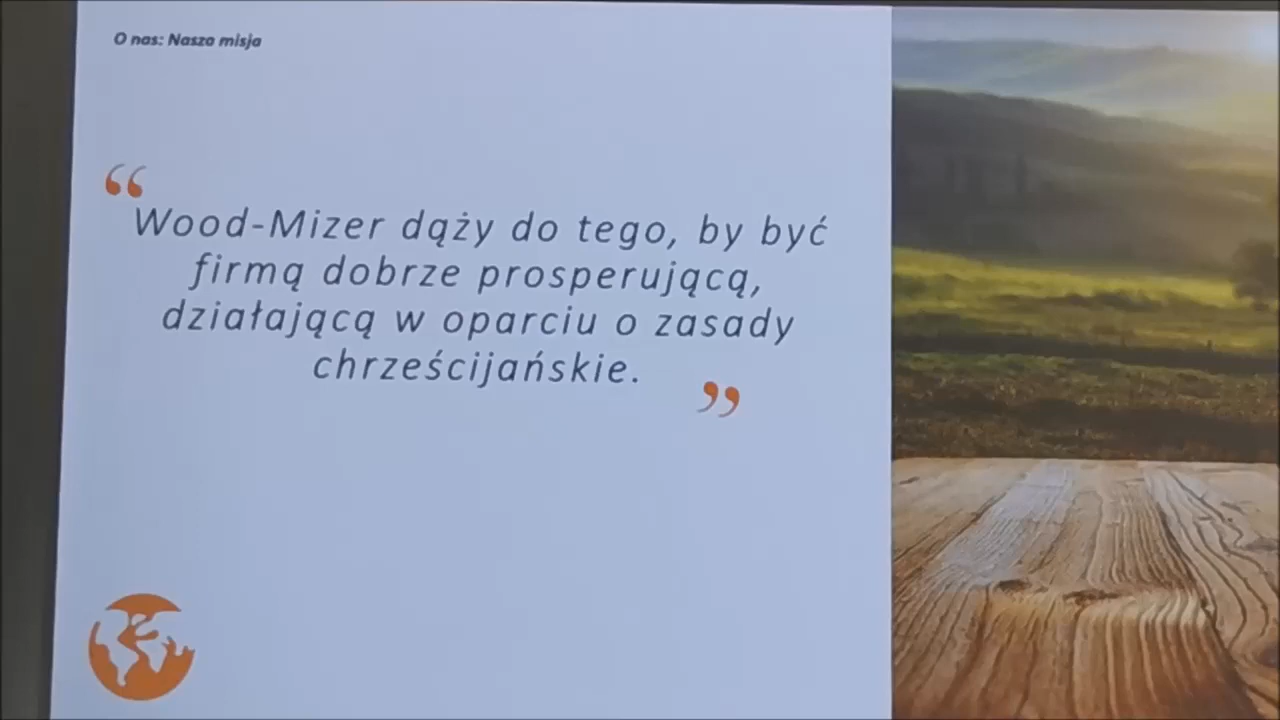 O nas: Nasza misja
“
Wood-Mizer dąży do tego, by być
firmą dobrze prosperującą,
działającą w oparciu o zasady
chrześcijańskie.
”